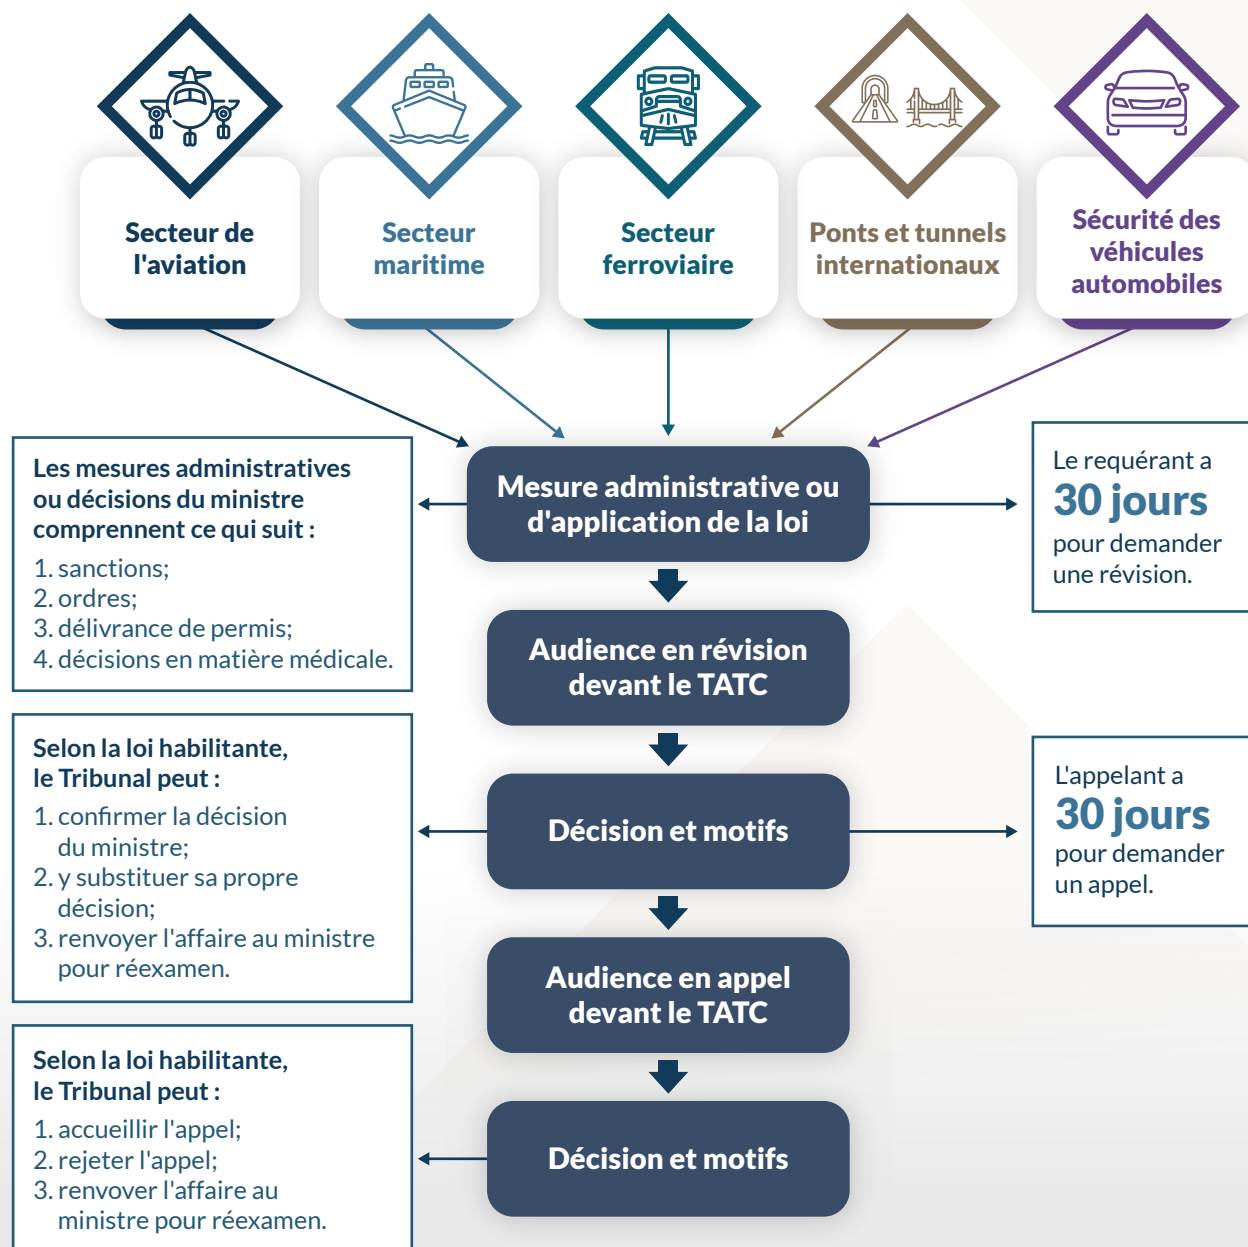 Secteur de
l'aviation
Secteur
maritime
Secteur
ferroviaire
Ponts et tunnels
internationaux
Sécurité des
véhicules
automobiles
Mesure administrative ou
d'application de la loi
Les mesures administratives
ou décisions du ministre
comprennent ce qui suit :
1. sanctions;
2. ordres;
3. délivrance de permis;
4. décisions en matière médicale.
Le requérant a
30 jours
pour demander
une révision.
Audience en révision
devant le TATC
Décision et motifs
Selon la loi habilitante,
le Tribunal peut :
1. confirmer la décision
du ministre;
2. y substituer sa propre
décision;
3. renvoyer l'affaire au ministre
pour réexamen.
L'appelant a
30 jours
pour demander
un appel.
Audience en appel
devant le TATC
Décision et motifs
Selon la loi habilitante,
le Tribunal peut :
1. accueillir l'appel;
2. rejeter l'appel;
3. renvover l'affaire au
ministre pour réexamen.